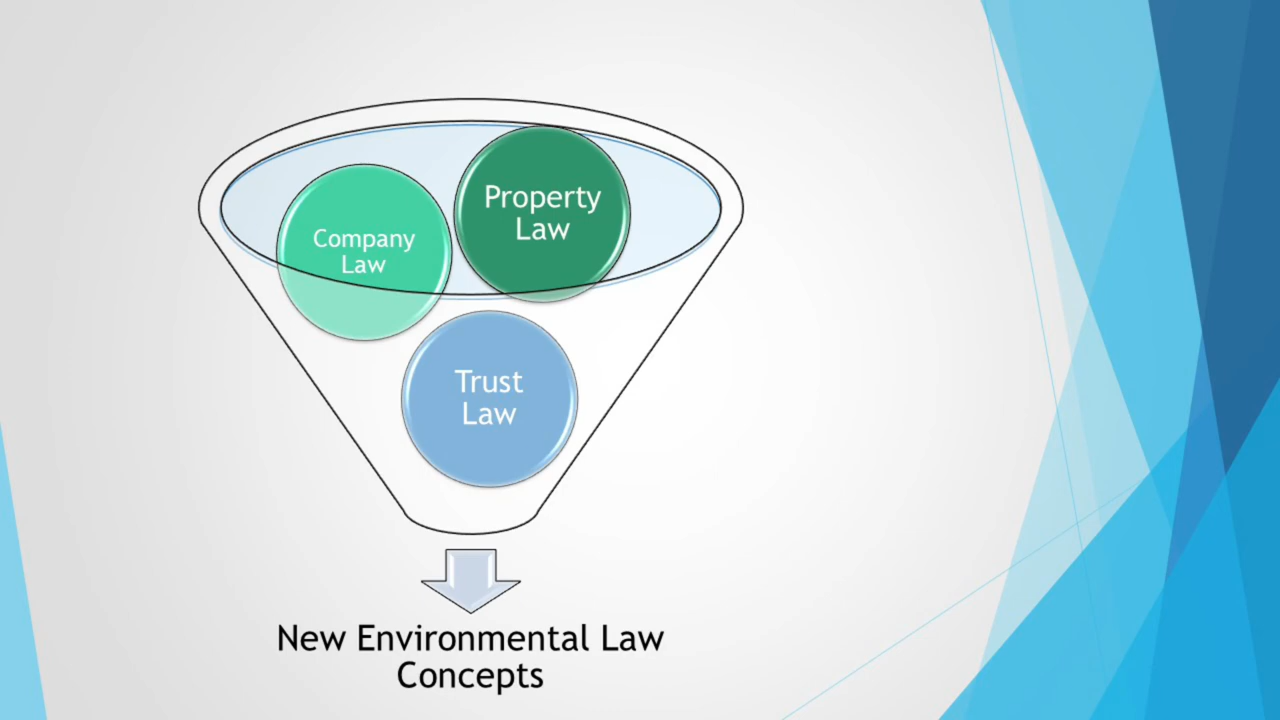 Property
Law
Company
Law
Trust
Law
New Environmental Law
Concepts